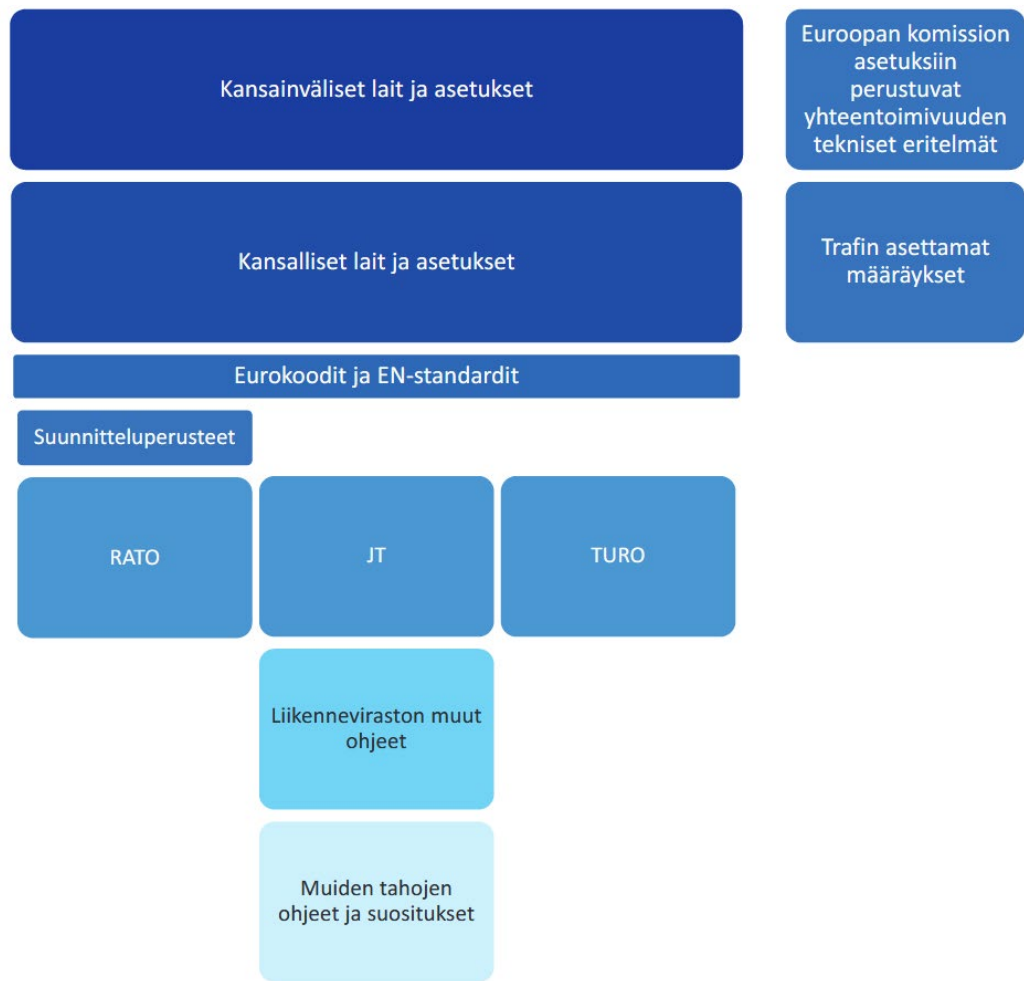 Kansainväliset lait ja asetukset
Euroopan komission
asetuksiin
perustuvat
yhteentoimivuuden
tekniset eritelmät
Kansalliset lait ja asetukset
Trafin asettamat
määräykset
Eurokoodit ja EN-standardit
Suunnitteluperusteet
RATO
JT
TURO
Liikenneviraston muut
ohjeet
Muiden tahojen
ohjeet ja suositukset